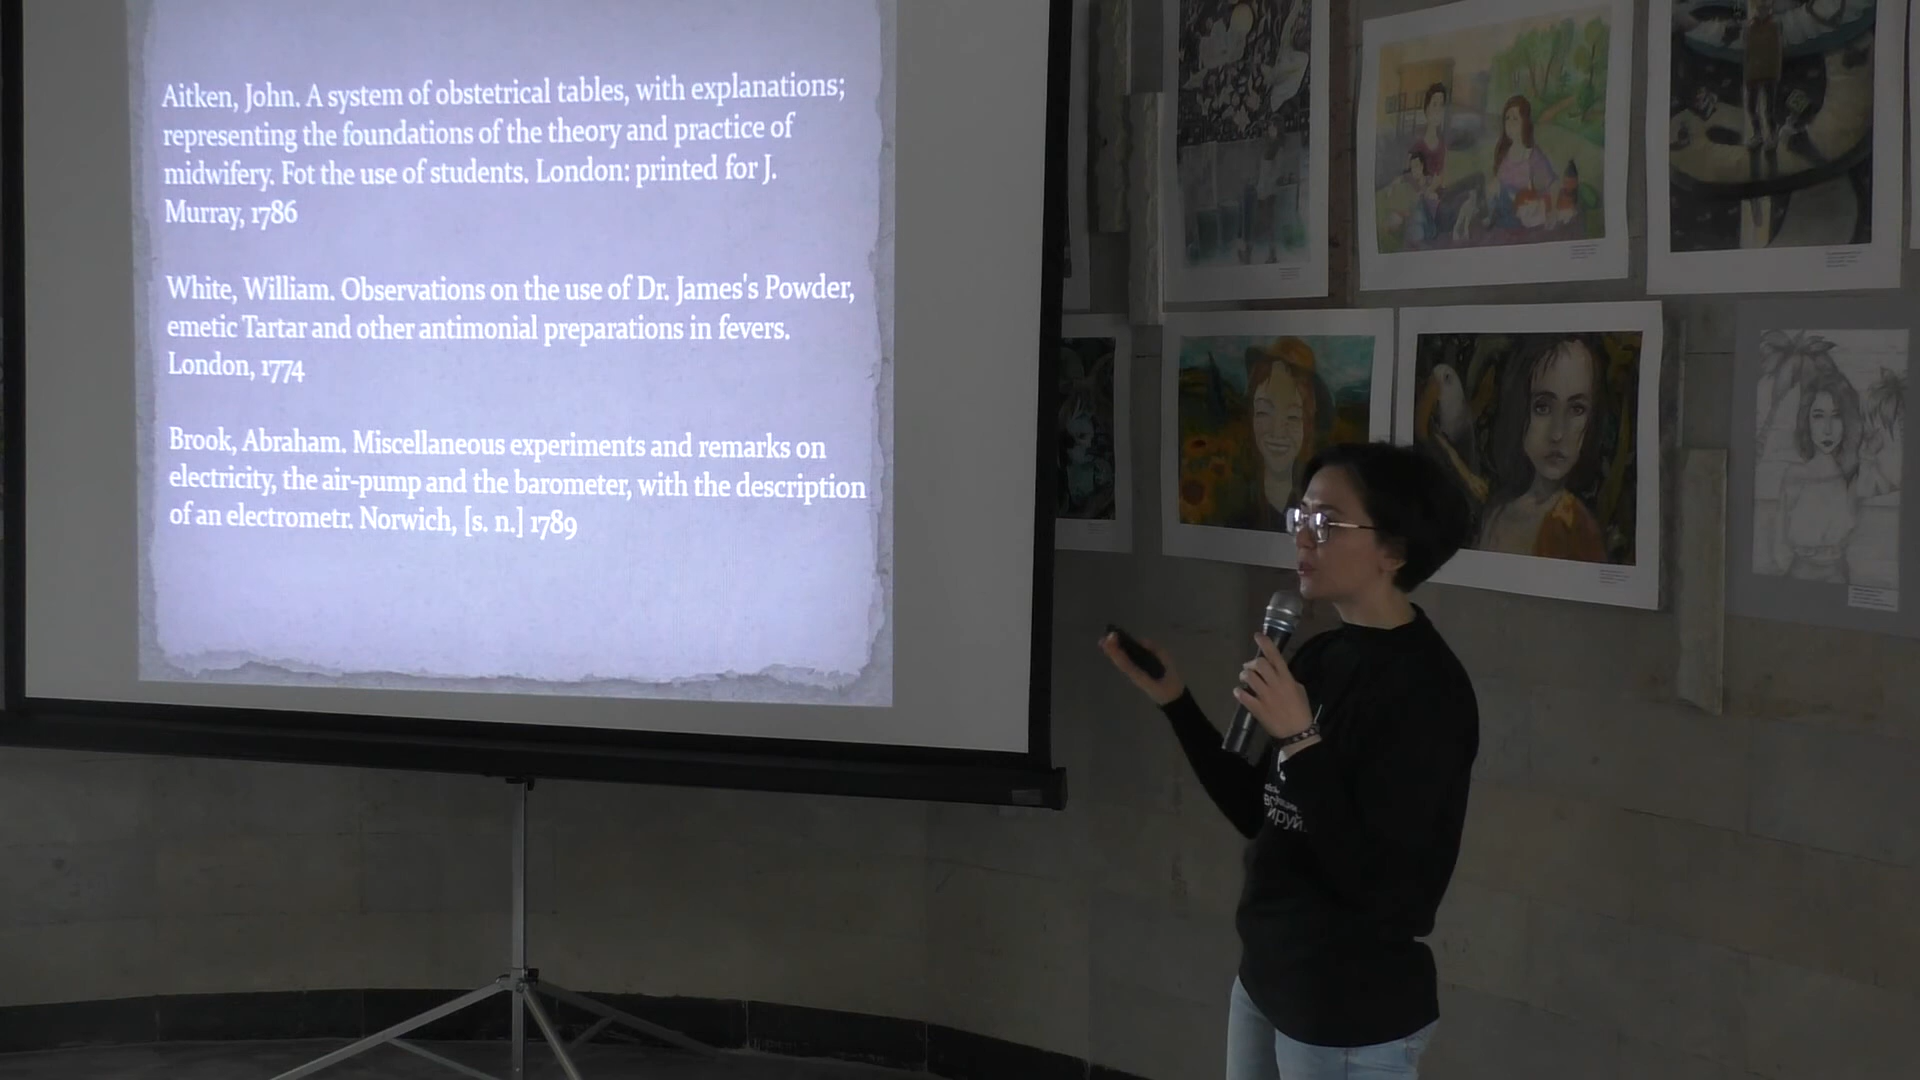 Aitken, John. A system of obstetrical tables, with explanations;
representing the foundations of the theory and practice of
midwifery. Fot the use of students. London: printed for J.
Murray, 1786
White, William. Observations on the use of Dr. James's Powder,
emetic Tartar and other antimonial preparations in fevers.
London, 1774
Brook, Abraham. Miscellaneous experiments and remarks on
electricity, the air-pump and the barometer, with the description
of an electrometr. Norwich, [s. n.] 1789